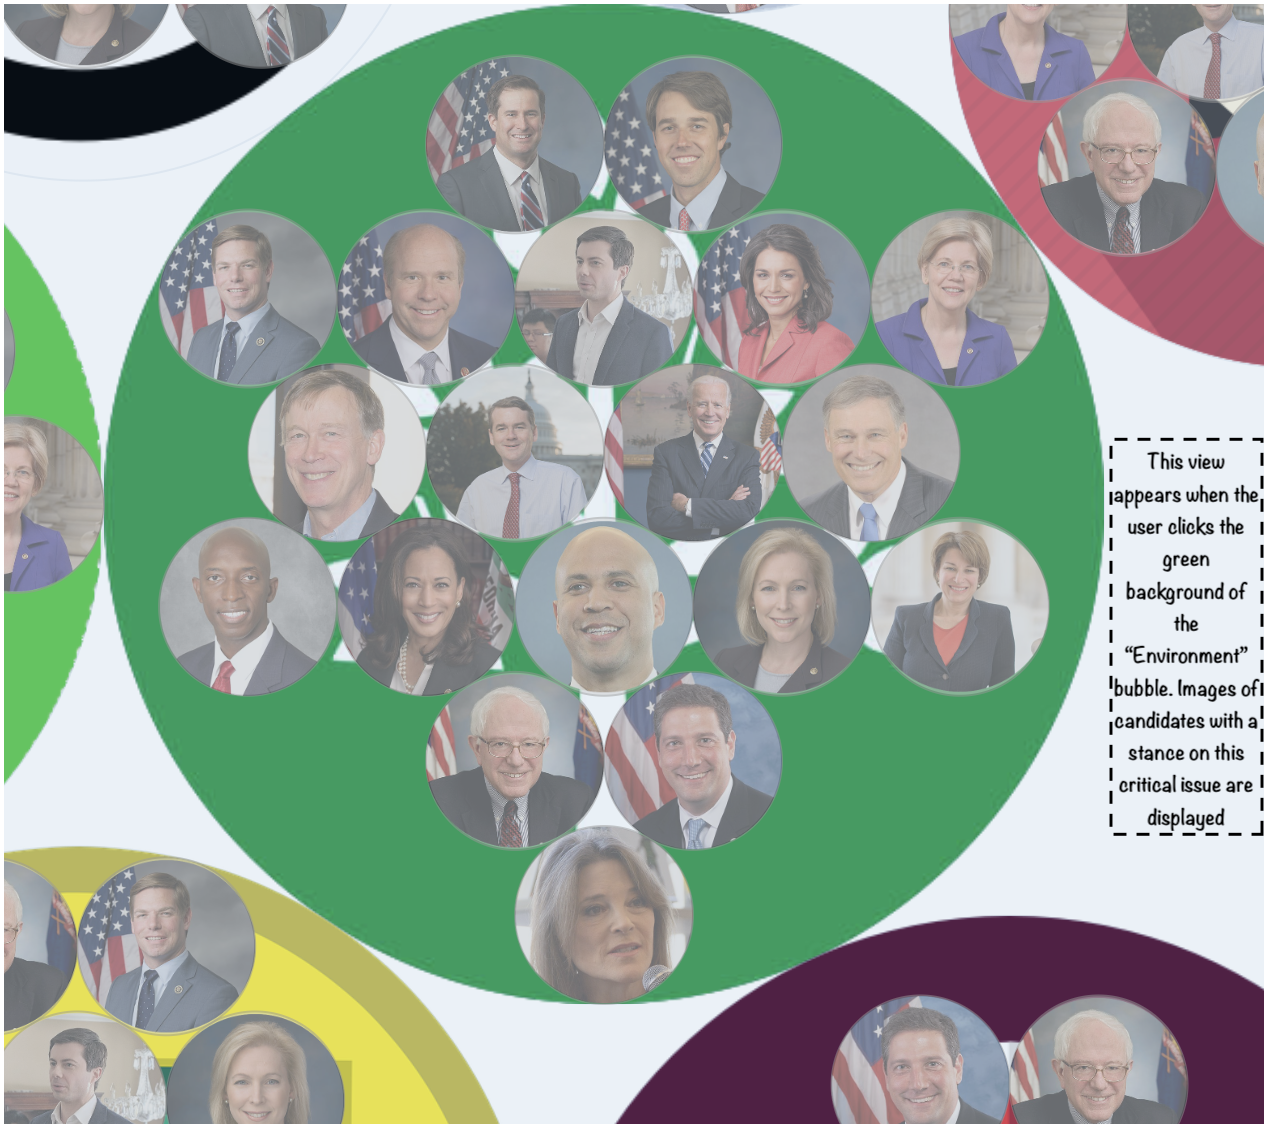 This view
appears when the
user clicks the
green
background of
the
“Environment”
bubble. Images of
candidates with a
stance on this
critical issue are
displayed